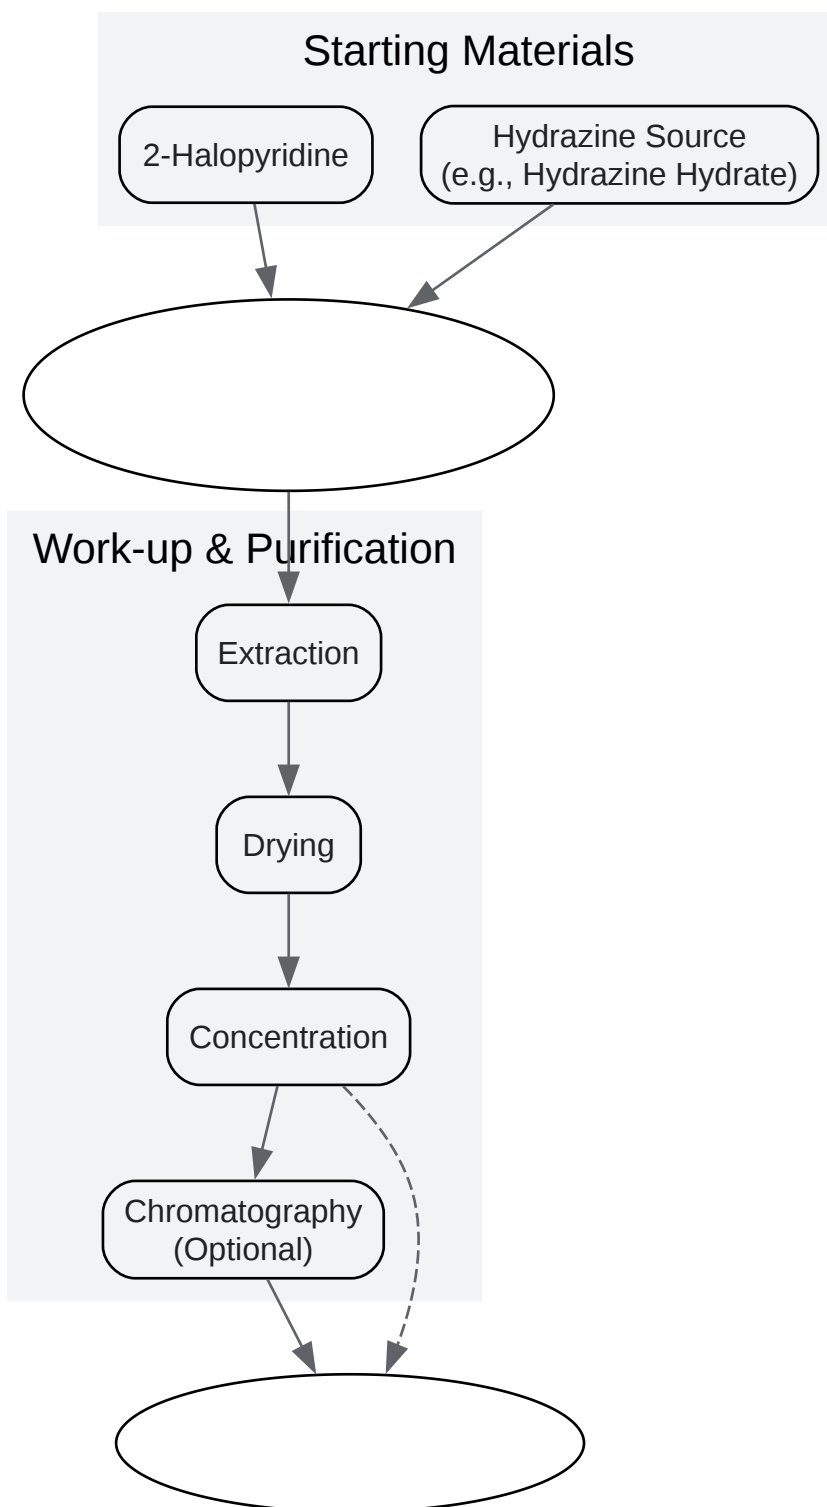 Starting Materials
2-Halopyridine
Hydrazine Source
(e.g., Hydrazine Hydrate)
Work-up & Purification
Extraction
Drying
Concentration
Chromatography
(Optional)